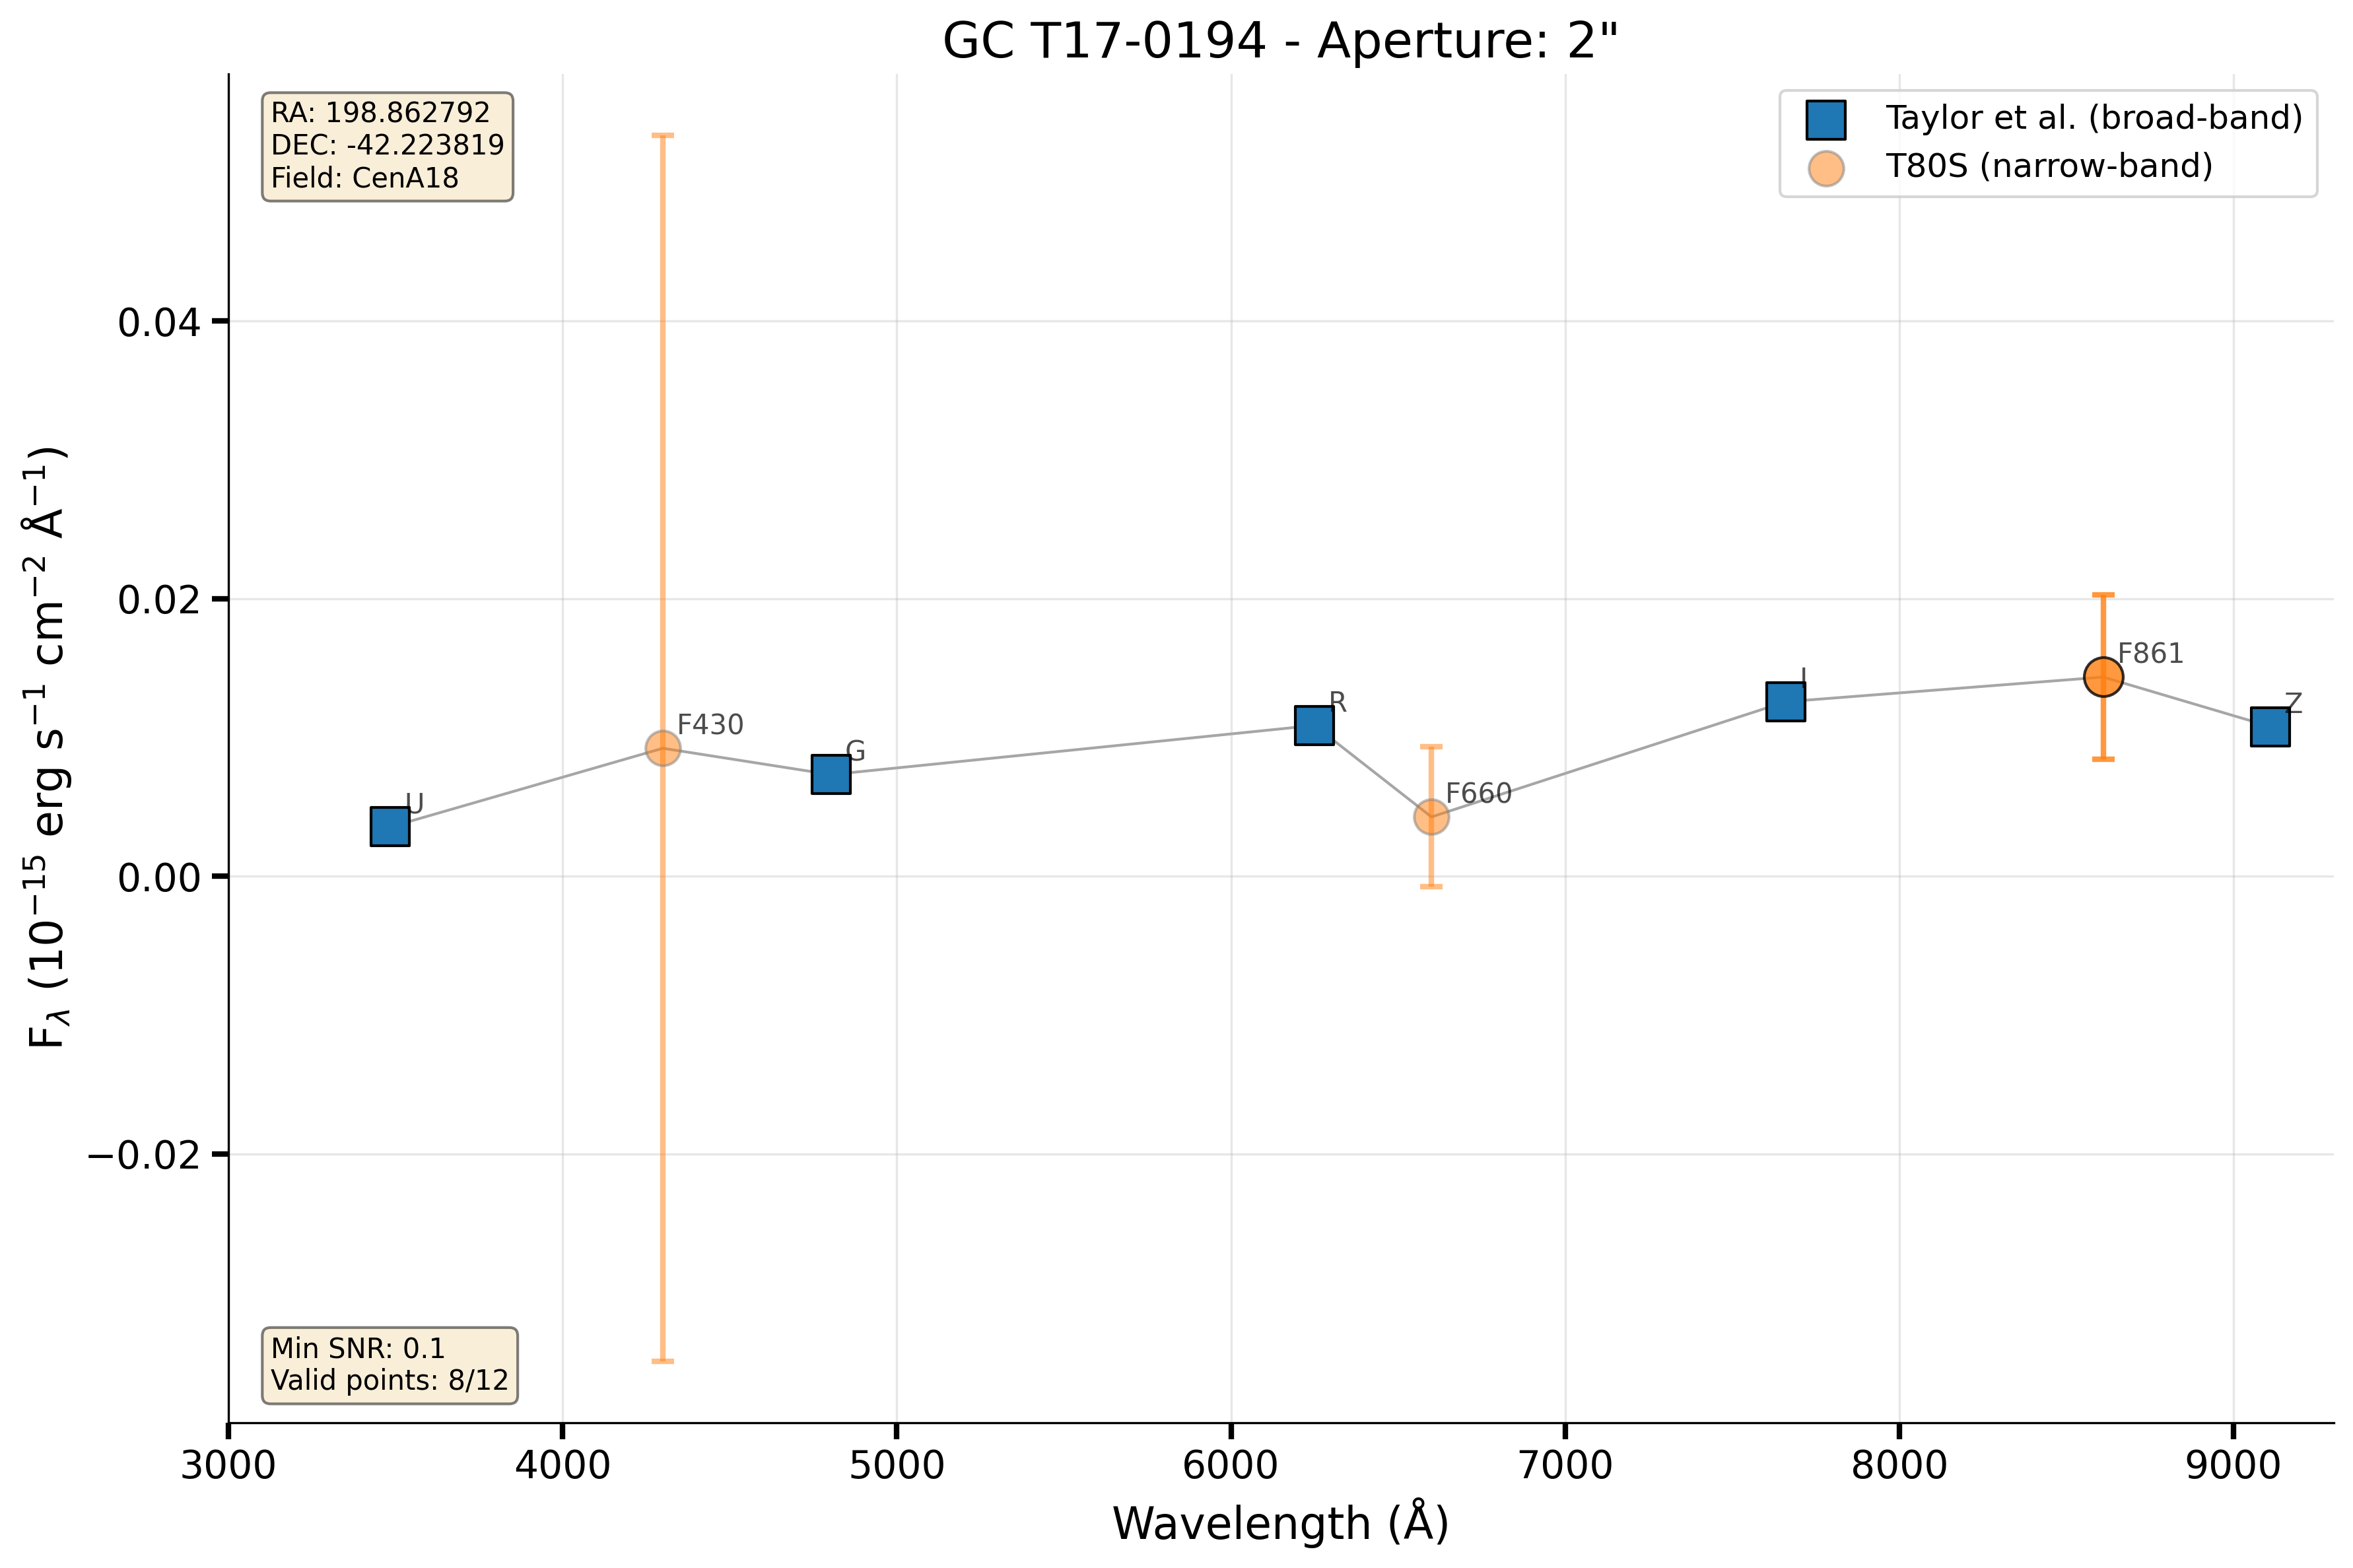 GC T17-0194 - Aperture: 2"
RA: 198.862792
DEC: -42.223819
Field: CenA18
Taylor et al. (broad-band)
T80S (narrow-band)
0.04
0.02
0.00
−0.02
F_λ (10⁻¹⁵ erg s⁻¹ cm⁻² Å⁻¹)
U
F430
G
R
F660
I
F861
Z
Min SNR: 0.1
Valid points: 8/12
3000 4000 5000 6000 7000 8000 9000
Wavelength (Å)